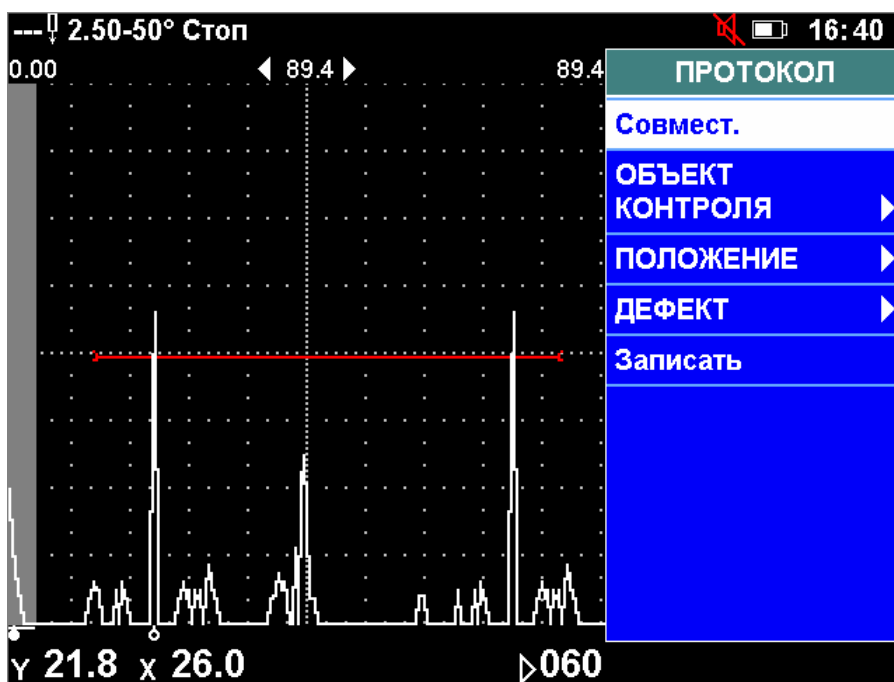 --- 2.50-50° Стоп 16:40
0.00 89.4 89.4
ПРОТОКОЛ
Совмест.
ОБЪЕКТ
КОНТРОЛЯ
ПОЛОЖЕНИЕ
ДЕФЕКТ
Записать
Y 21.8 X 26.0 060